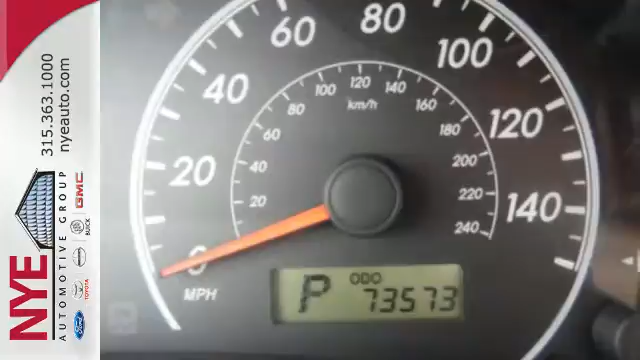 315.363.1000
nyeauto.com
NYE
AUTOMOTIVE GROUP
GMC
BUICK
TOYOTA
Ford
0 20 40 60 80 100 120 140
MPH
20 40 60 80 100 120 140 160 180 200 220 240
km/h
P ODO 73573